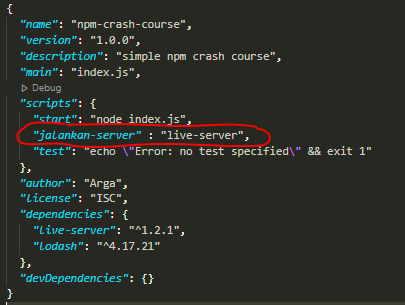 {
"name": "npm-crash-course",
"version": "1.0.0",
"description": "simple npm crash course",
"main": "index.js",
Debug
"scripts": {
"start": "node index.js",
"jalankan-server" : "live-server",
"test": "echo \"Error: no test specified\" && exit 1"
},
"author": "Arga",
"license": "ISC",
"dependencies": {
"live-server": "^1.2.1",
"lodash": "^4.17.21"
},
"devDependencies": {}
}